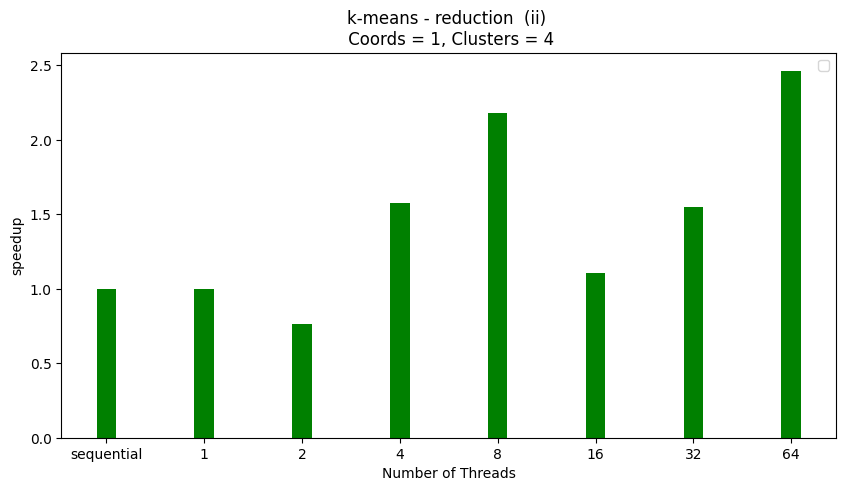 k-means - reduction  (ii)
Coords = 1, Clusters = 4
2.5
2.0
1.5
1.0
0.5
0.0
speedup
sequential 1 2 4 8 16 32 64
Number of Threads